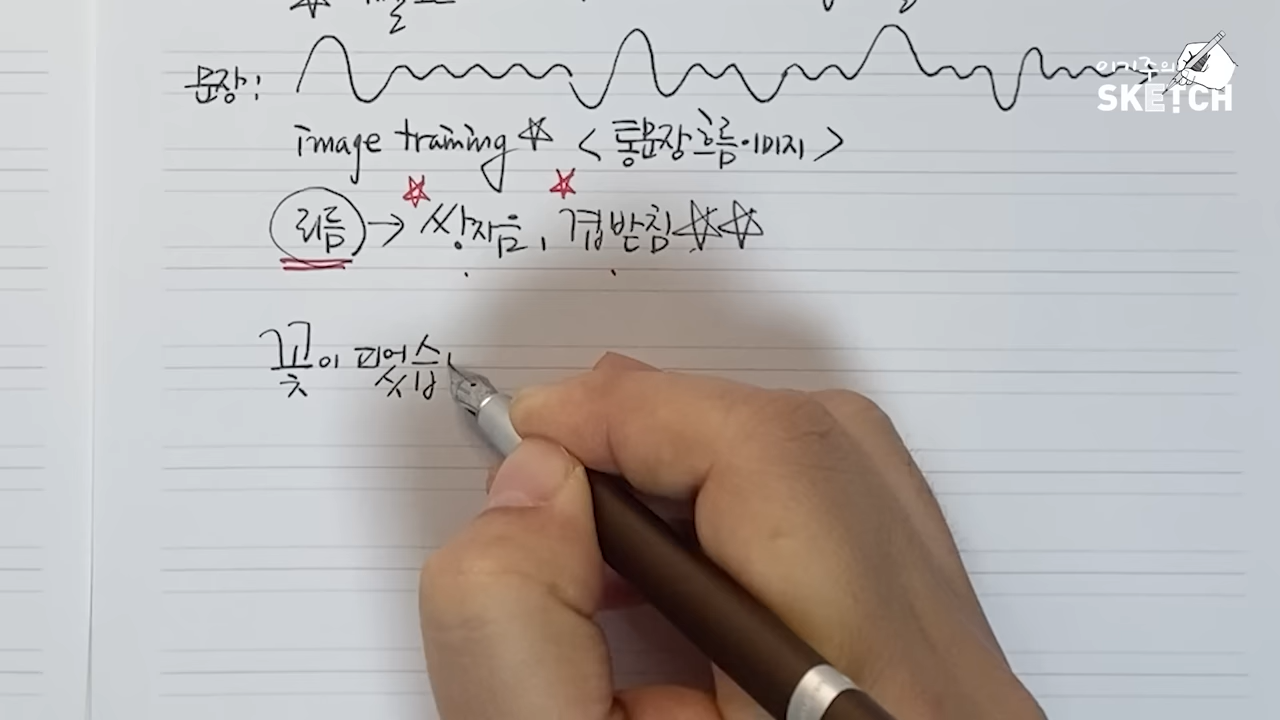 문장:
이기주의
SKETCH
image training ☆ <통문장 흐름 이미지>
리듬 → 쌍자음, 겹받침☆☆
꽃이 피었습